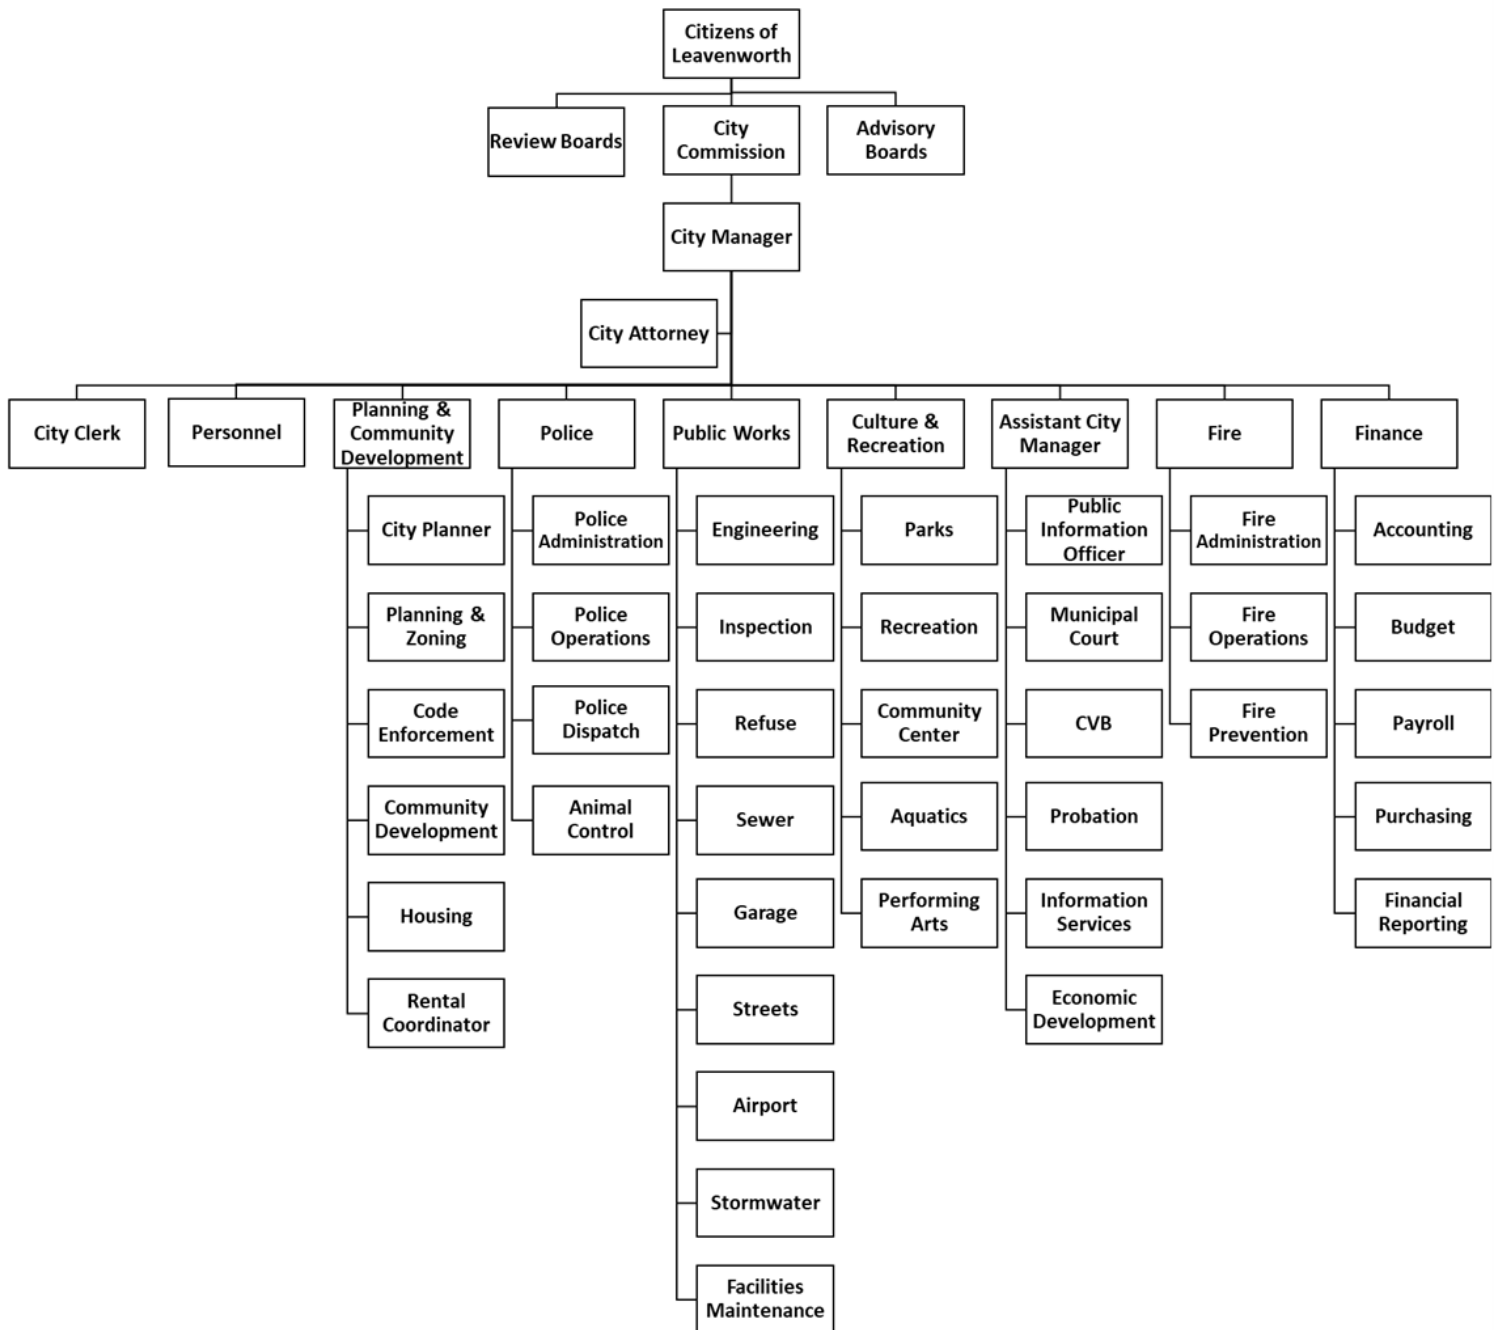 Citizens of
Leavenworth
Review Boards
City
Commission
Advisory
Boards
City Manager
City Attorney
City Clerk
Personnel
Planning &
Community
Development
Police
Public Works
Culture &
Recreation
Assistant City
Manager
Fire
Finance
City Planner
Planning &
Zoning
Code
Enforcement
Community
Development
Housing
Rental
Coordinator
Police
Administration
Police
Operations
Police
Dispatch
Animal
Control
Engineering
Inspection
Refuse
Sewer
Garage
Streets
Airport
Stormwater
Facilities
Maintenance
Parks
Recreation
Community
Center
Aquatics
Performing
Arts
Public
Information
Officer
Municipal
Court
CVB
Probation
Information
Services
Economic
Development
Fire
Administration
Fire
Operations
Fire
Prevention
Accounting
Budget
Payroll
Purchasing
Financial
Reporting